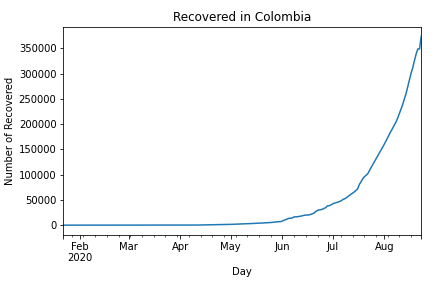 Recovered in Colombia
Number of Recovered
350000
300000
250000
200000
150000
100000
50000
0
Feb Mar Apr May Jun Jul Aug
2020
Day